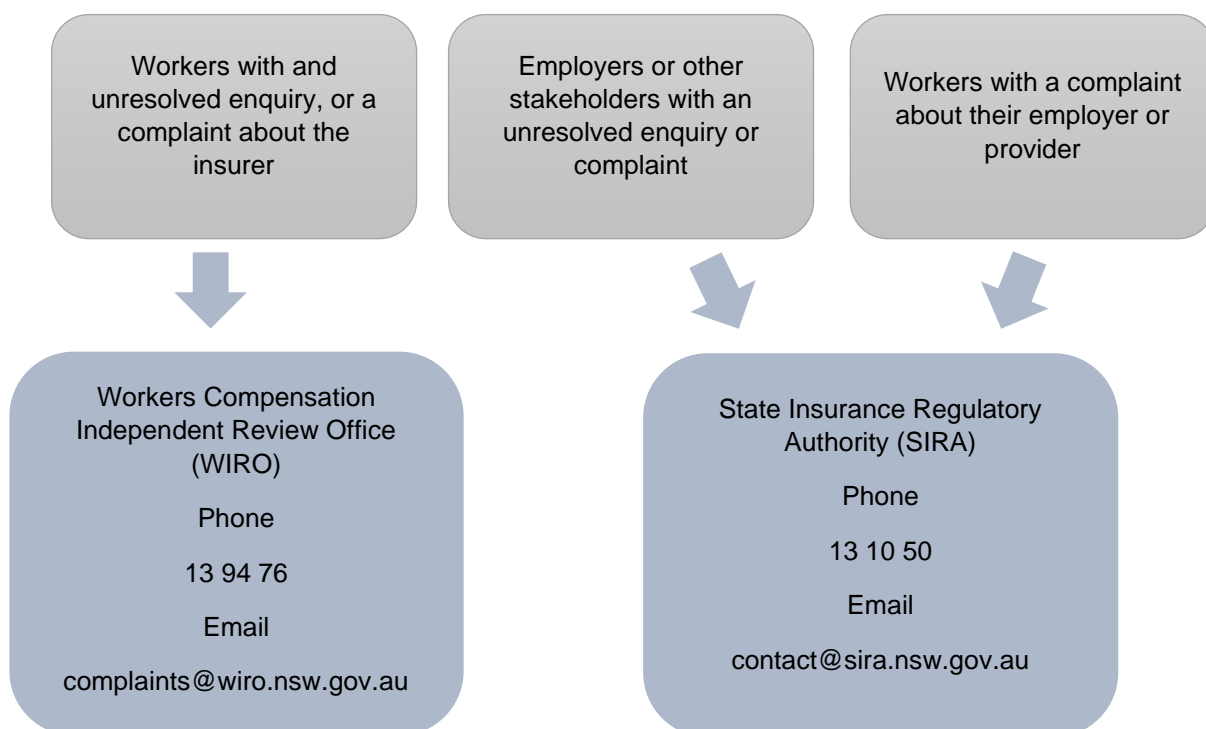 Workers with and
unresolved enquiry, or a
complaint about the
insurer
Employers or other
stakeholders with an
unresolved enquiry or
complaint
Workers with a complaint
about their employer or
provider
Workers Compensation
Independent Review Office
(WIRO)
Phone
13 94 76
Email
complaints@wiro.nsw.gov.au
State Insurance Regulatory
Authority (SIRA)
Phone
13 10 50
Email
contact@sira.nsw.gov.au